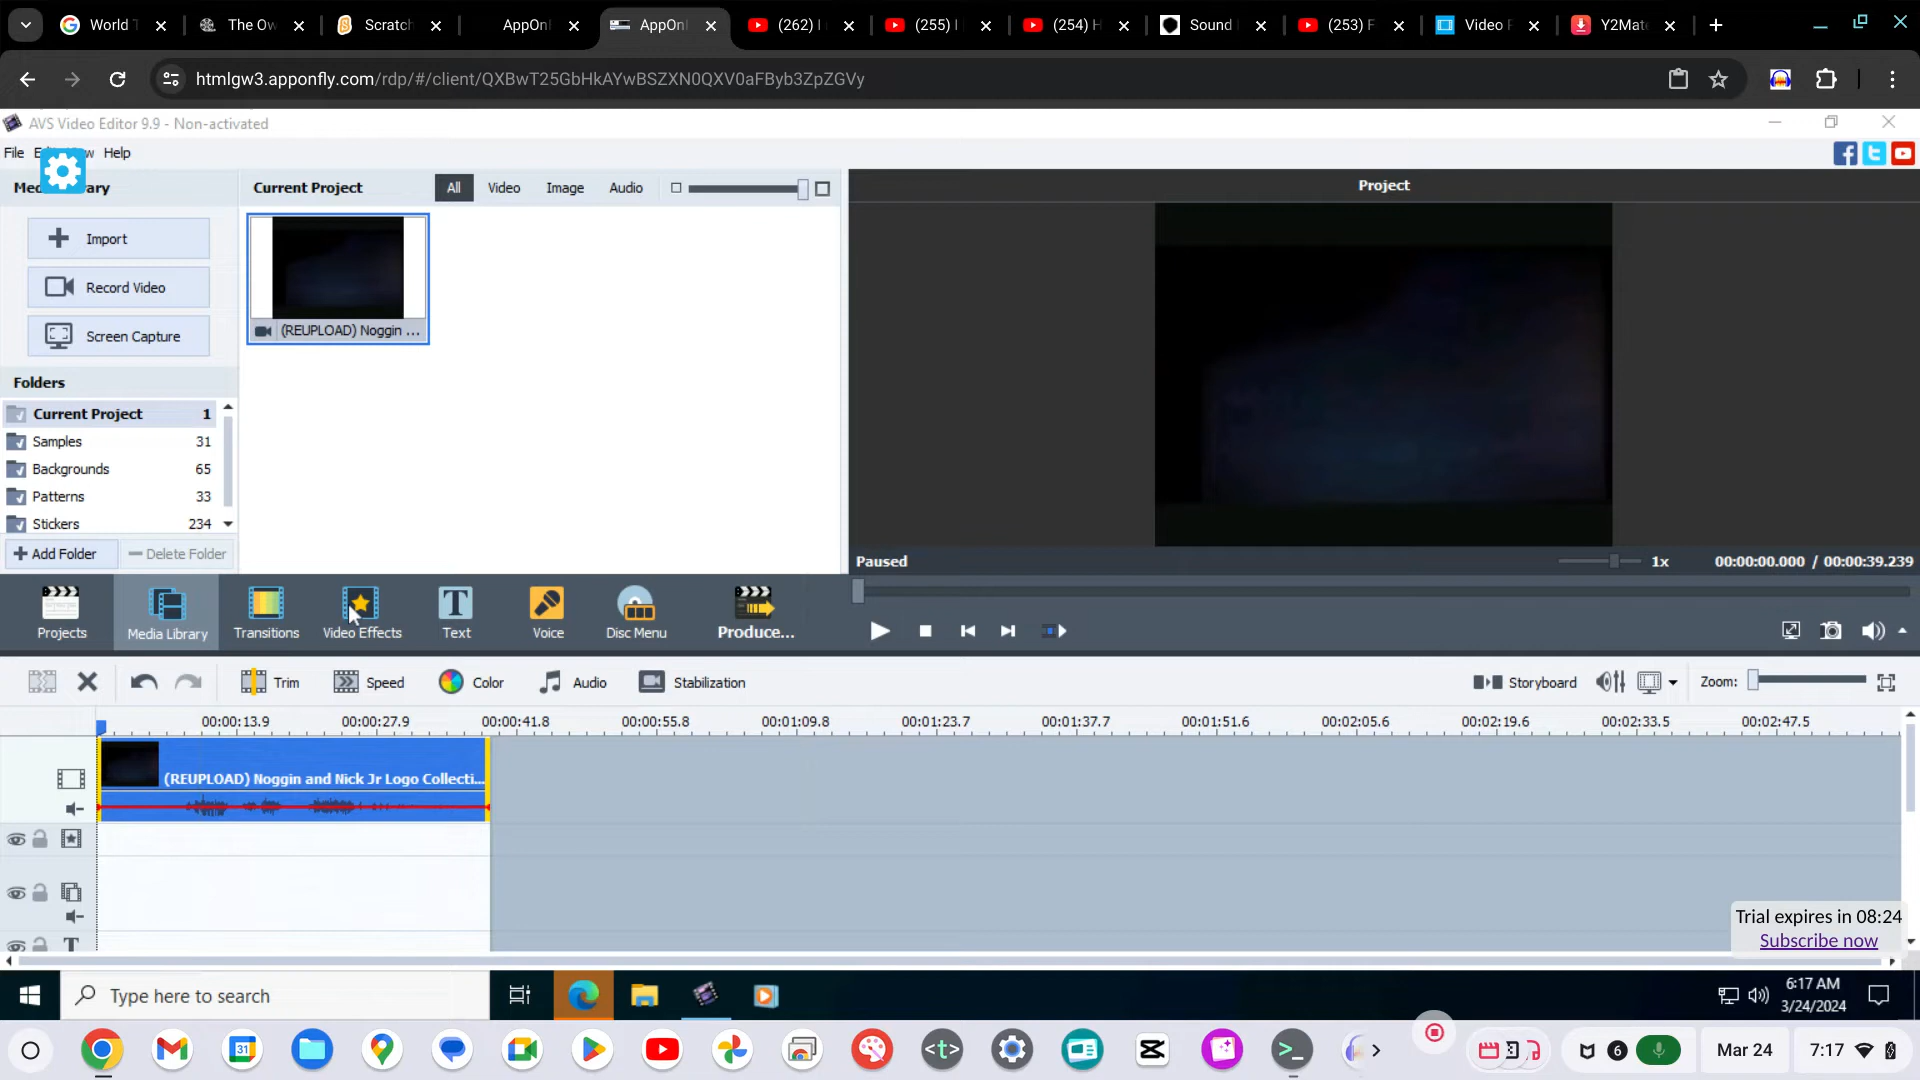 World T
The Ow
Scratch
AppOnF
AppOnF
(262) I
(255) I
(254) H
Sound
(253) F
Video F
Y2Mate
htmlgw3.apponfly.com/rdp/#/client/QXBwT25GbHkAYwBSZXN0QXV0aFByb3ZpZGVy
AVS Video Editor 9.9 - Non-activated
File
Help
Current Project
All
Video
Image
Audio
Project
Import
Record Video
Screen Capture
(REUPLOAD) Noggin ...
Folders
Current Project 1
Samples 31
Backgrounds 65
Patterns 33
Stickers 234
Add Folder
Delete Folder
Paused
1x
00:00:00.000 / 00:00:39.239
Projects
Media Library
Transitions
Video Effects
Text
Voice
Disc Menu
Produce...
Trim
Speed
Color
Audio
Stabilization
Storyboard
Zoom:
00:00:13.9
00:00:27.9
00:00:41.8
00:00:55.8
00:01:09.8
00:01:23.7
00:01:37.7
00:01:51.6
00:02:05.6
00:02:19.6
00:02:33.5
00:02:47.5
(REUPLOAD) Noggin and Nick Jr Logo Collecti...
Trial expires in 08:24
Subscribe now
Type here to search
6:17 AM
3/24/2024
6
Mar 24
7:17